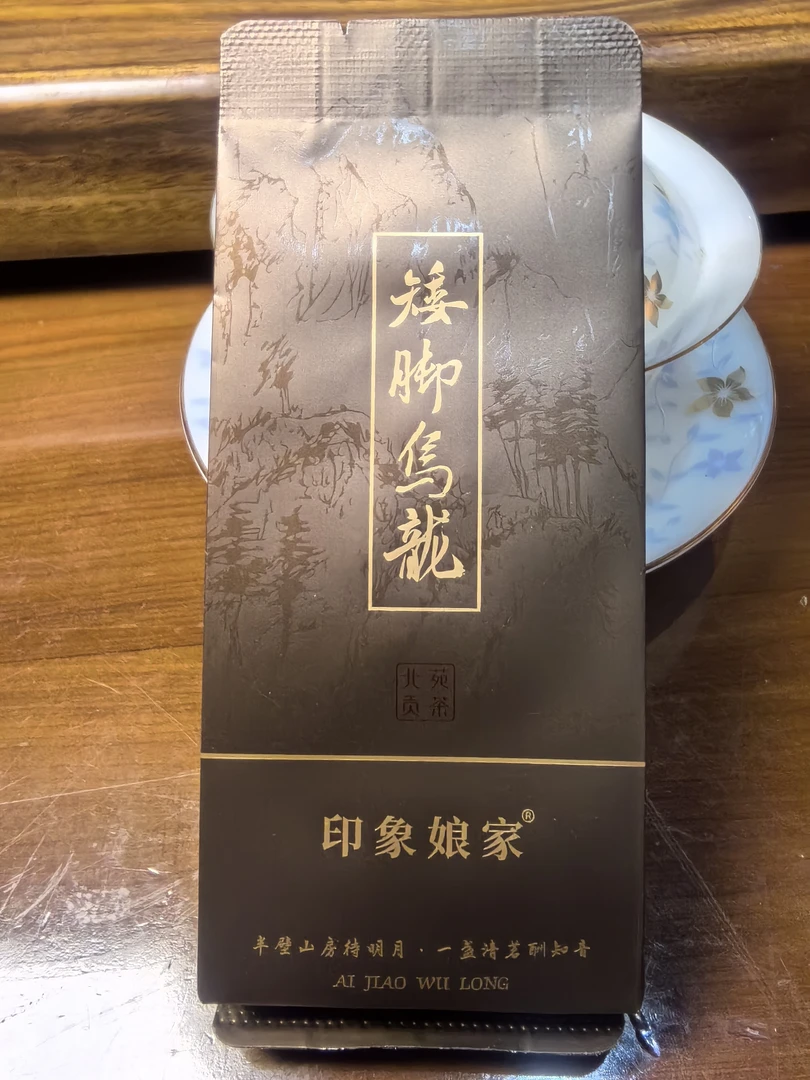 矮脚烏龍
北苑
贡茶
印象娘家®
半壁山房待明月·一盏清茗酬知音
AI JIAO WU LONG